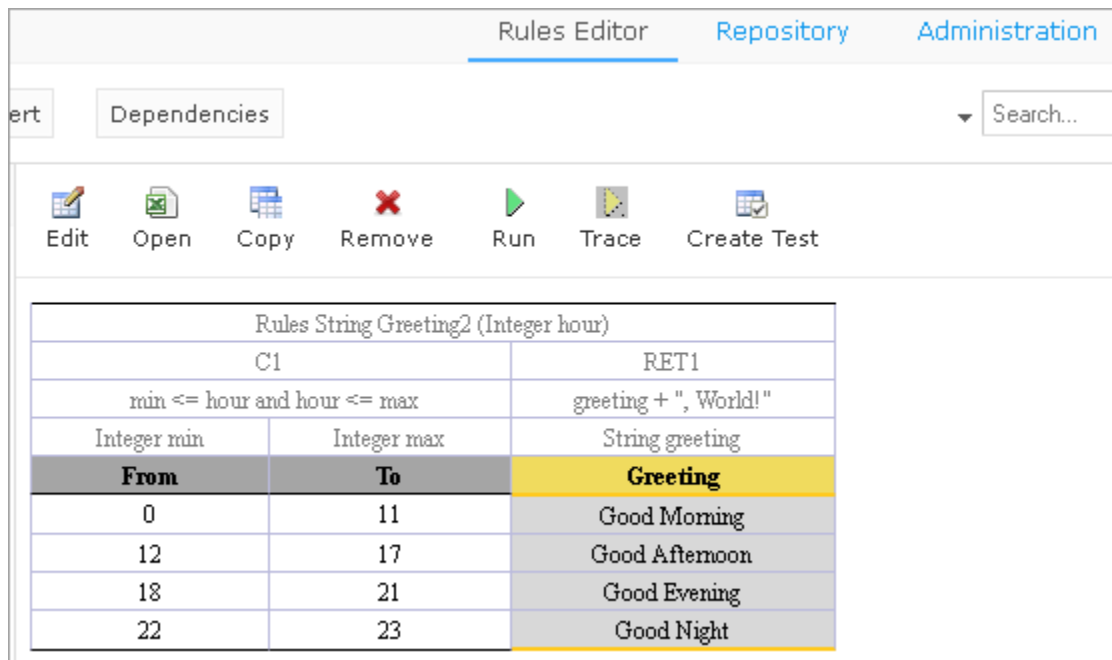 Rules Editor Repository Administration
ert Dependencies Search...
Edit Open Copy Remove Run Trace Create Test
Rules String Greeting2 (Integer hour)
C1 RET1
min <= hour and hour <= max greeting + ", World!"
Integer min Integer max String greeting
From To Greeting
0 11 Good Morning
12 17 Good Afternoon
18 21 Good Evening
22 23 Good Night